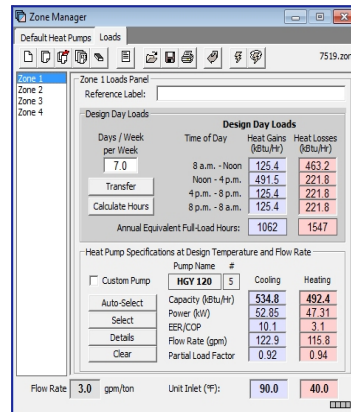 Zone Manager
Default Heat Pumps Loads
7519.zon
Zone 1
Zone 2
Zone 3
Zone 4
Zone 1 Loads Panel
Reference Label:
Design Day Loads
Design Day Loads
Days / Week per Week
7.0
Transfer
Calculate Hours
Time of Day Heat Gains (kBtu/Hr) Heat Losses (kBtu/Hr)
8 a.m. - Noon 125.4 463.2
Noon - 4 p.m. 491.5 221.8
4 p.m. - 8 p.m. 125.4 221.8
8 p.m. - 8 a.m. 125.4 221.8
Annual Equivalent Full-Load Hours: 1062 1547
Heat Pump Specifications at Design Temperature and Flow Rate
Custom Pump
Pump Name #
HGY 120 5
Cooling Heating
Auto-Select
Select
Details
Clear
Capacity (kBtu/Hr) 534.8 492.4
Power (kW) 52.85 47.31
EER/COP 10.1 3.1
Flow Rate (gpm) 122.9 115.8
Partial Load Factor 0.92 0.94
Flow Rate 3.0 gpm/ton Unit Inlet (°F): 90.0 40.0